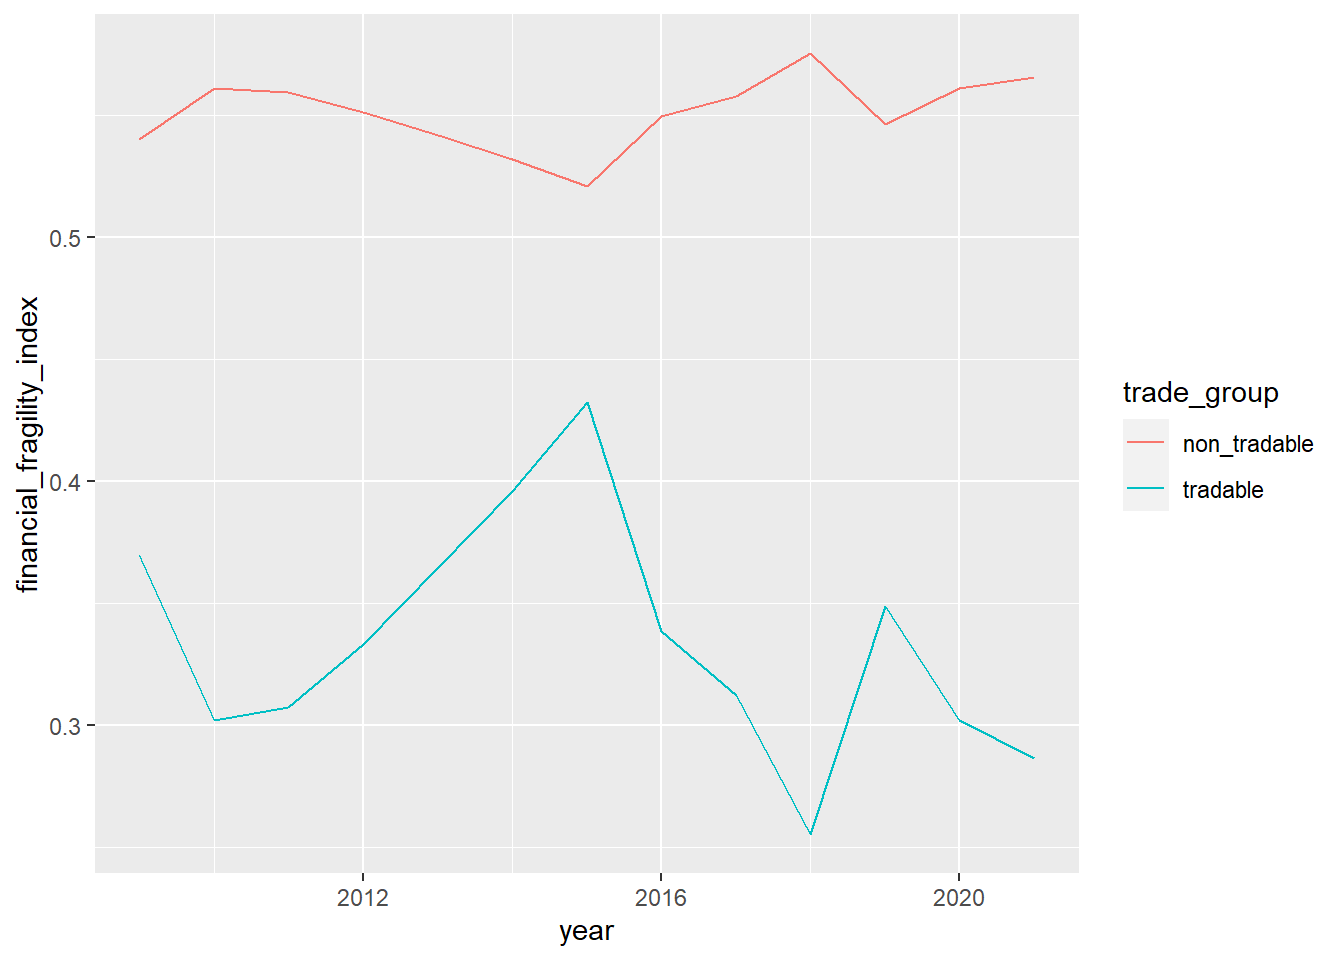 financial_fragility_index
0.5
0.4
0.3
2012 2016 2020
year
trade_group
non_tradable
tradable